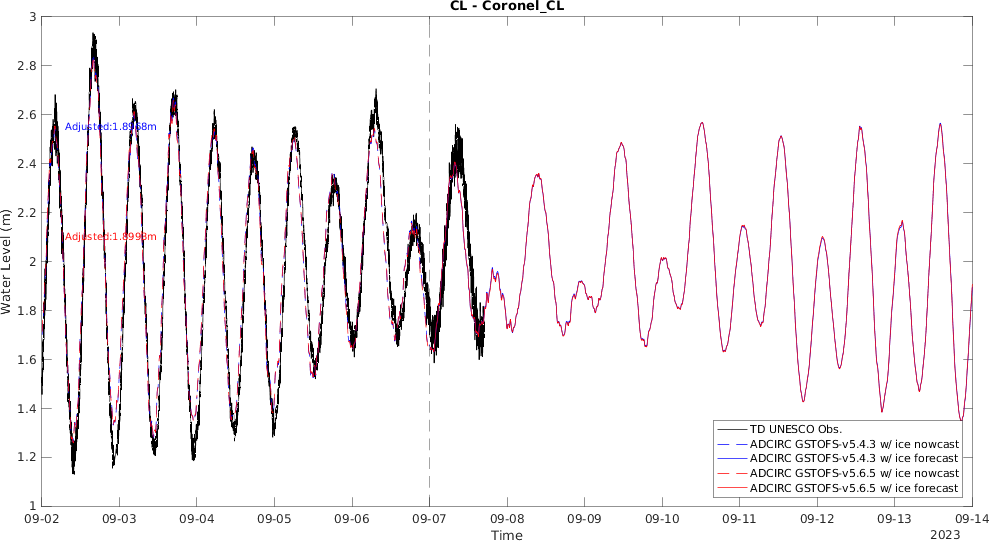 CL - Coronel_CL
3
2.8
2.6
2.4
2.2
2
1.8
1.6
1.4
1.2
1
Water Level (m)
Adjusted:1.8968m
Adjusted:1.8993m
TD UNESCO Obs.
ADCIRC GSTOFS-v5.4.3 w/ ice nowcast
ADCIRC GSTOFS-v5.4.3 w/ ice forecast
ADCIRC GSTOFS-v5.6.5 w/ ice nowcast
ADCIRC GSTOFS-v5.6.5 w/ ice forecast
09-02 09-03 09-04 09-05 09-06 09-07 09-08 09-09 09-10 09-11 09-12 09-13 09-14
Time
2023